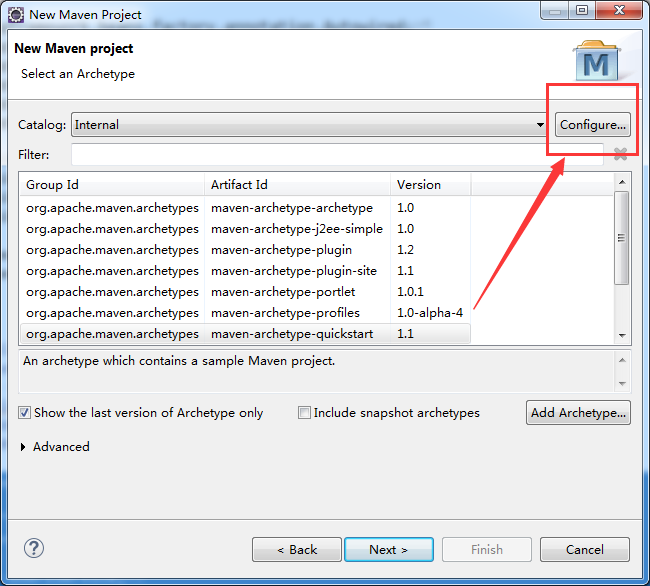 New Maven Project
New Maven project
Select an Archetype
M
Catalog: Internal Configure...
Filter:
Group Id Artifact Id Version
org.apache.maven.archetypes maven-archetype-archetype 1.0
org.apache.maven.archetypes maven-archetype-j2ee-simple 1.0
org.apache.maven.archetypes maven-archetype-plugin 1.2
org.apache.maven.archetypes maven-archetype-plugin-site 1.1
org.apache.maven.archetypes maven-archetype-portlet 1.0.1
org.apache.maven.archetypes maven-archetype-profiles 1.0-alpha-4
org.apache.maven.archetypes maven-archetype-quickstart 1.1
An archetype which contains a sample Maven project.
Show the last version of Archetype only Include snapshot archetypes Add Archetype...
Advanced
? < Back Next > Finish Cancel